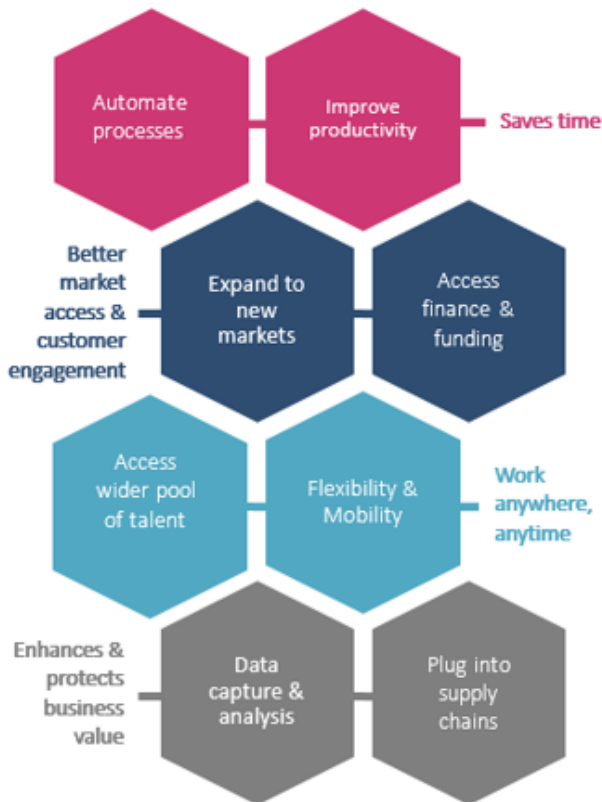 Automate
processes
Improve
productivity
Saves time
Better
market
access &
customer
engagement
Expand to
new
markets
Access
finance &
funding
Access
wider pool
of talent
Flexibility &
Mobility
Work
anywhere,
anytime
Enhances &
protects
business
value
Data
capture &
analysis
Plug into
supply
chains